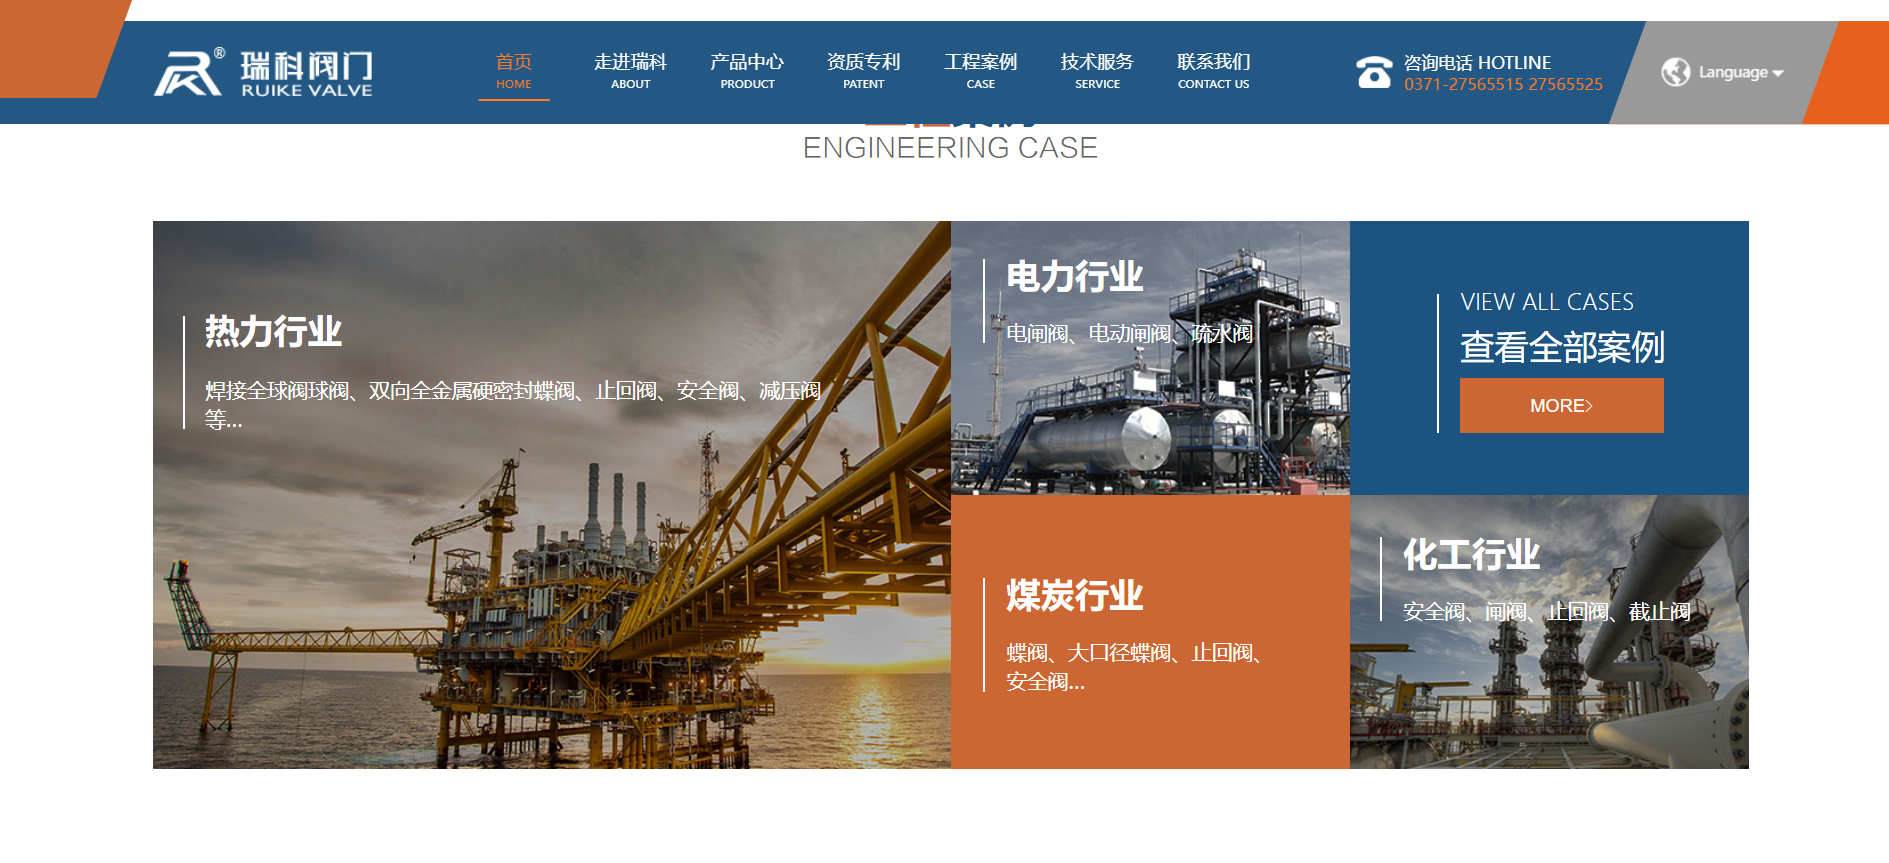 瑞科阀门®
RUIKE VALVE
首页
HOME
走进瑞科
ABOUT
产品中心
PRODUCT
资质专利
PATENT
工程案例
CASE
技术服务
SERVICE
联系我们
CONTACT US
咨询电话 HOTLINE
0371-27565515 27565525
Language
ENGINEERING CASE
热力行业
焊接全球阀球阀、双向全金属硬密封蝶阀、止回阀、安全阀、减压阀
等...
电力行业
电闸阀、电动闸阀、疏水阀
VIEW ALL CASES
查看全部案例
MORE>
煤炭行业
蝶阀、大口径蝶阀、止回阀、
安全阀...
化工行业
安全阀、闸阀、止回阀、截止阀